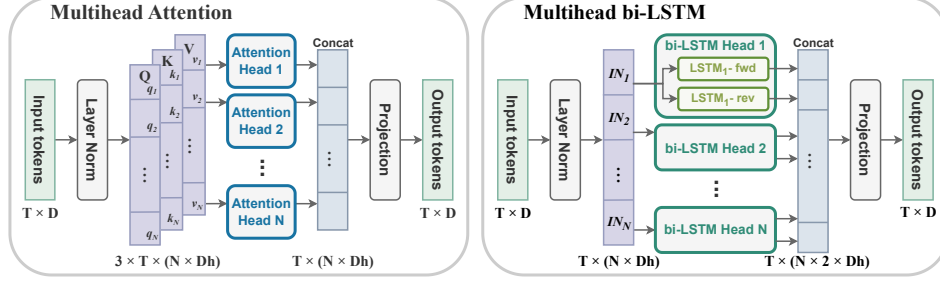 Multihead Attention
Input tokens
T × D
Layer Norm
Q
K
V
q1
q2
...
qN
k1
k2
...
kN
v1
v2
...
vN
3 × T × (N × Dh)
Attention
Head 1
Attention
Head 2
...
Attention
Head N
Concat
...
T × (N × Dh)
Projection
Output tokens
T × D
Multihead bi-LSTM
Input tokens
T × D
Layer Norm
IN1
IN2
...
INN
T × (N × Dh)
bi-LSTM Head 1
LSTM1- fwd
LSTM1- rev
bi-LSTM Head 2
...
bi-LSTM Head N
Concat
...
T × (N × 2 × Dh)
Projection
Output tokens
T × D